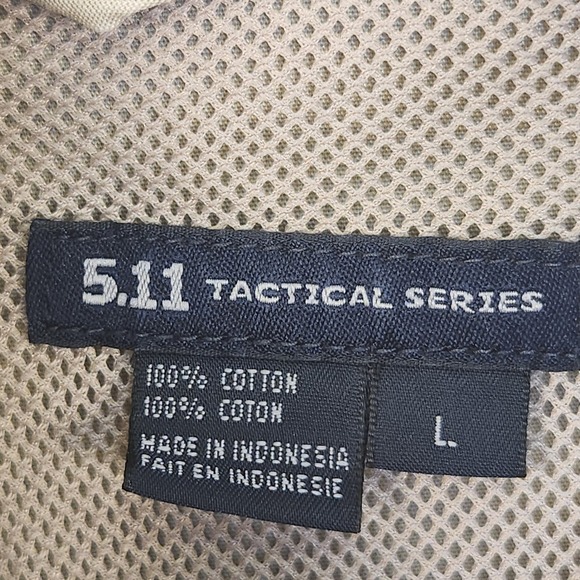 5.11 TACTICAL SERIES
100% COTTON
100% COTON
MADE IN INDONESIA
FAIT EN INDONESIE
L